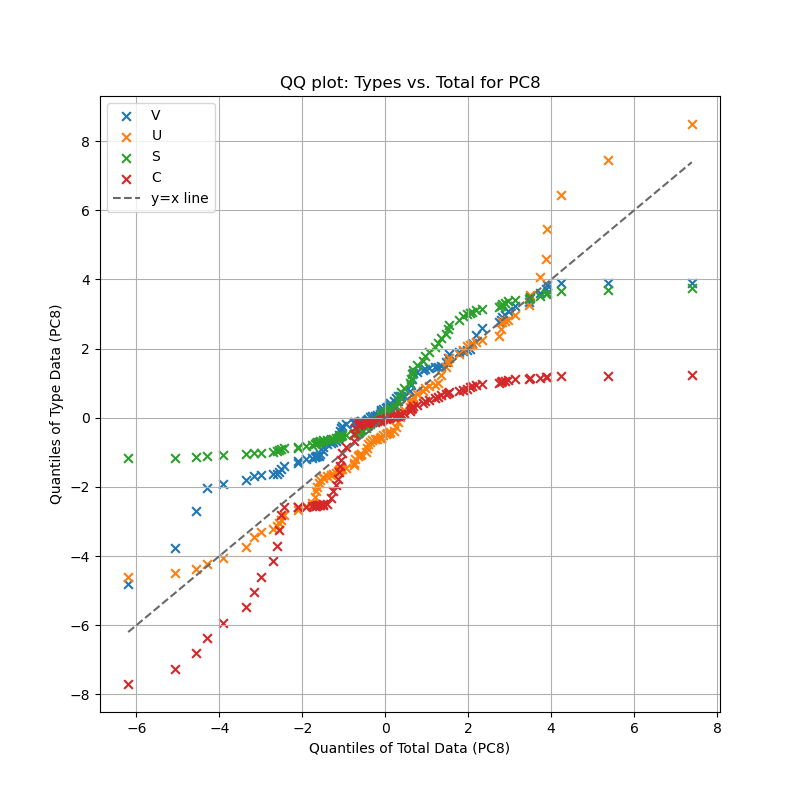 QQ plot: Types vs. Total for PC8
V
U
S
C
y=x line
Quantiles of Type Data (PC8)
8
6
4
2
0
−2
−4
−6
−8
−6
−4
−2
0
2
4
6
8
Quantiles of Total Data (PC8)